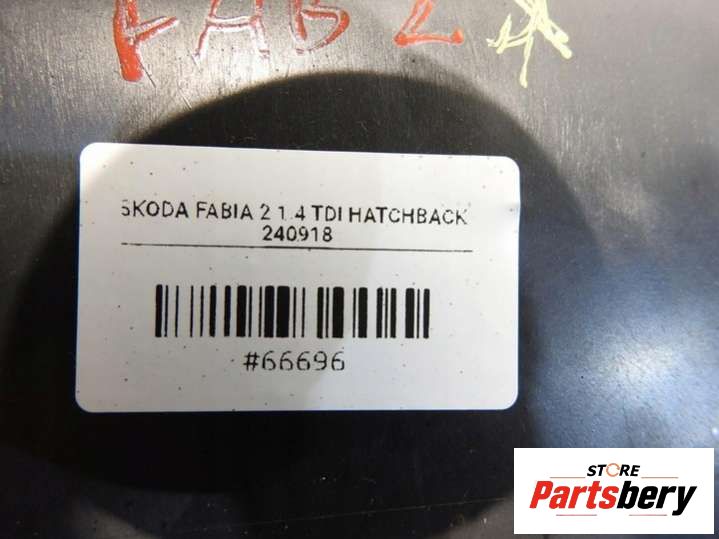 FAB 2
SKODA FABIA 2 1.4 TDI HATCHBACK
240918
#66696
STORE
Partsbery